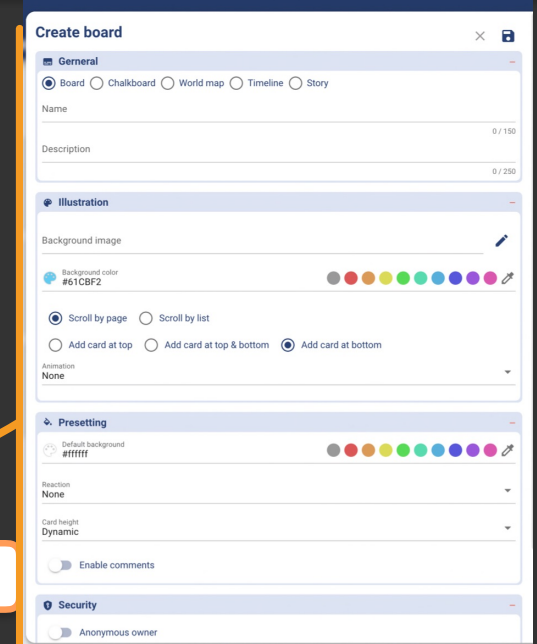 Create board
Gerneral
Board Chalkboard World map Timeline Story
Name
0 / 150
Description
0 / 250
Illustration
Background image
Background color
#61CBF2
Scroll by page Scroll by list
Add card at top Add card at top & bottom Add card at bottom
Animation
None
Presetting
Default background
#ffffff
Reaction
None
Card height
Dynamic
Enable comments
Security
Anonymous owner